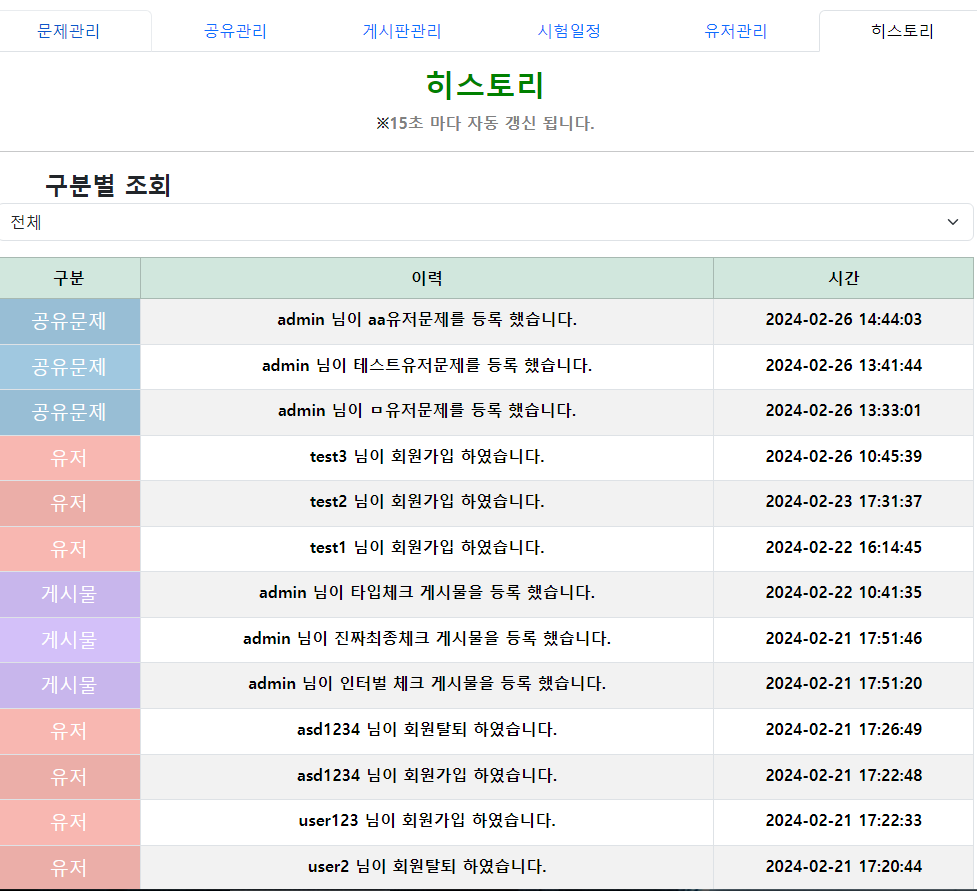 문제관리 공유관리 게시판관리 시험일정 유저관리 히스토리
히스토리
※15초 마다 자동 갱신 됩니다.
구분별 조회
전체
구분 이력 시간
공유문제 admin 님이 aa유저문제를 등록 했습니다. 2024-02-26 14:44:03
공유문제 admin 님이 테스트유저문제를 등록 했습니다. 2024-02-26 13:41:44
공유문제 admin 님이 ㅁ유저문제를 등록 했습니다. 2024-02-26 13:33:01
유저 test3 님이 회원가입 하였습니다. 2024-02-26 10:45:39
유저 test2 님이 회원가입 하였습니다. 2024-02-23 17:31:37
유저 test1 님이 회원가입 하였습니다. 2024-02-22 16:14:45
게시물 admin 님이 타입체크 게시물을 등록 했습니다. 2024-02-22 10:41:35
게시물 admin 님이 진짜최종체크 게시물을 등록 했습니다. 2024-02-21 17:51:46
게시물 admin 님이 인터벌 체크 게시물을 등록 했습니다. 2024-02-21 17:51:20
유저 asd1234 님이 회원탈퇴 하였습니다. 2024-02-21 17:26:49
유저 asd1234 님이 회원가입 하였습니다. 2024-02-21 17:22:48
유저 user123 님이 회원가입 하였습니다. 2024-02-21 17:22:33
유저 user2 님이 회원탈퇴 하였습니다. 2024-02-21 17:20:44